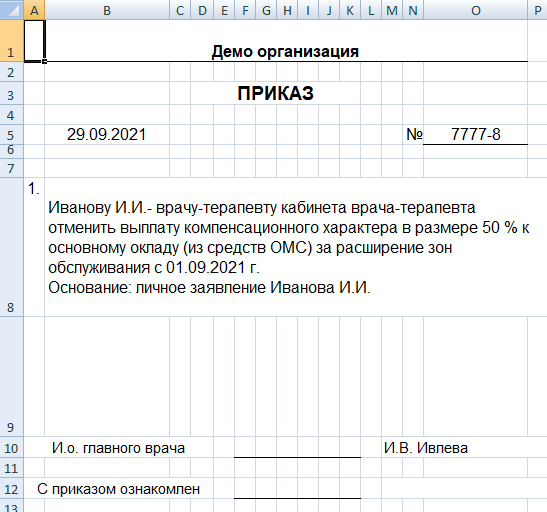 A B C D E F G H I J K L M N O P
1 Демо организация
2
3 ПРИКАЗ
4
5 29.09.2021 № 7777-8
6
7
1.
Иванову И.И.- врачу-терапевту кабинета врача-терапевта
отменить выплату компенсационного характера в размере 50 % к
основному окладу (из средств ОМС) за расширение зон
обслуживания с 01.09.2021 г.
Основание: личное заявление Иванова И.И.
8
9
10 И.о. главного врача И.В. Ивлева
11
12 С приказом ознакомлен
13